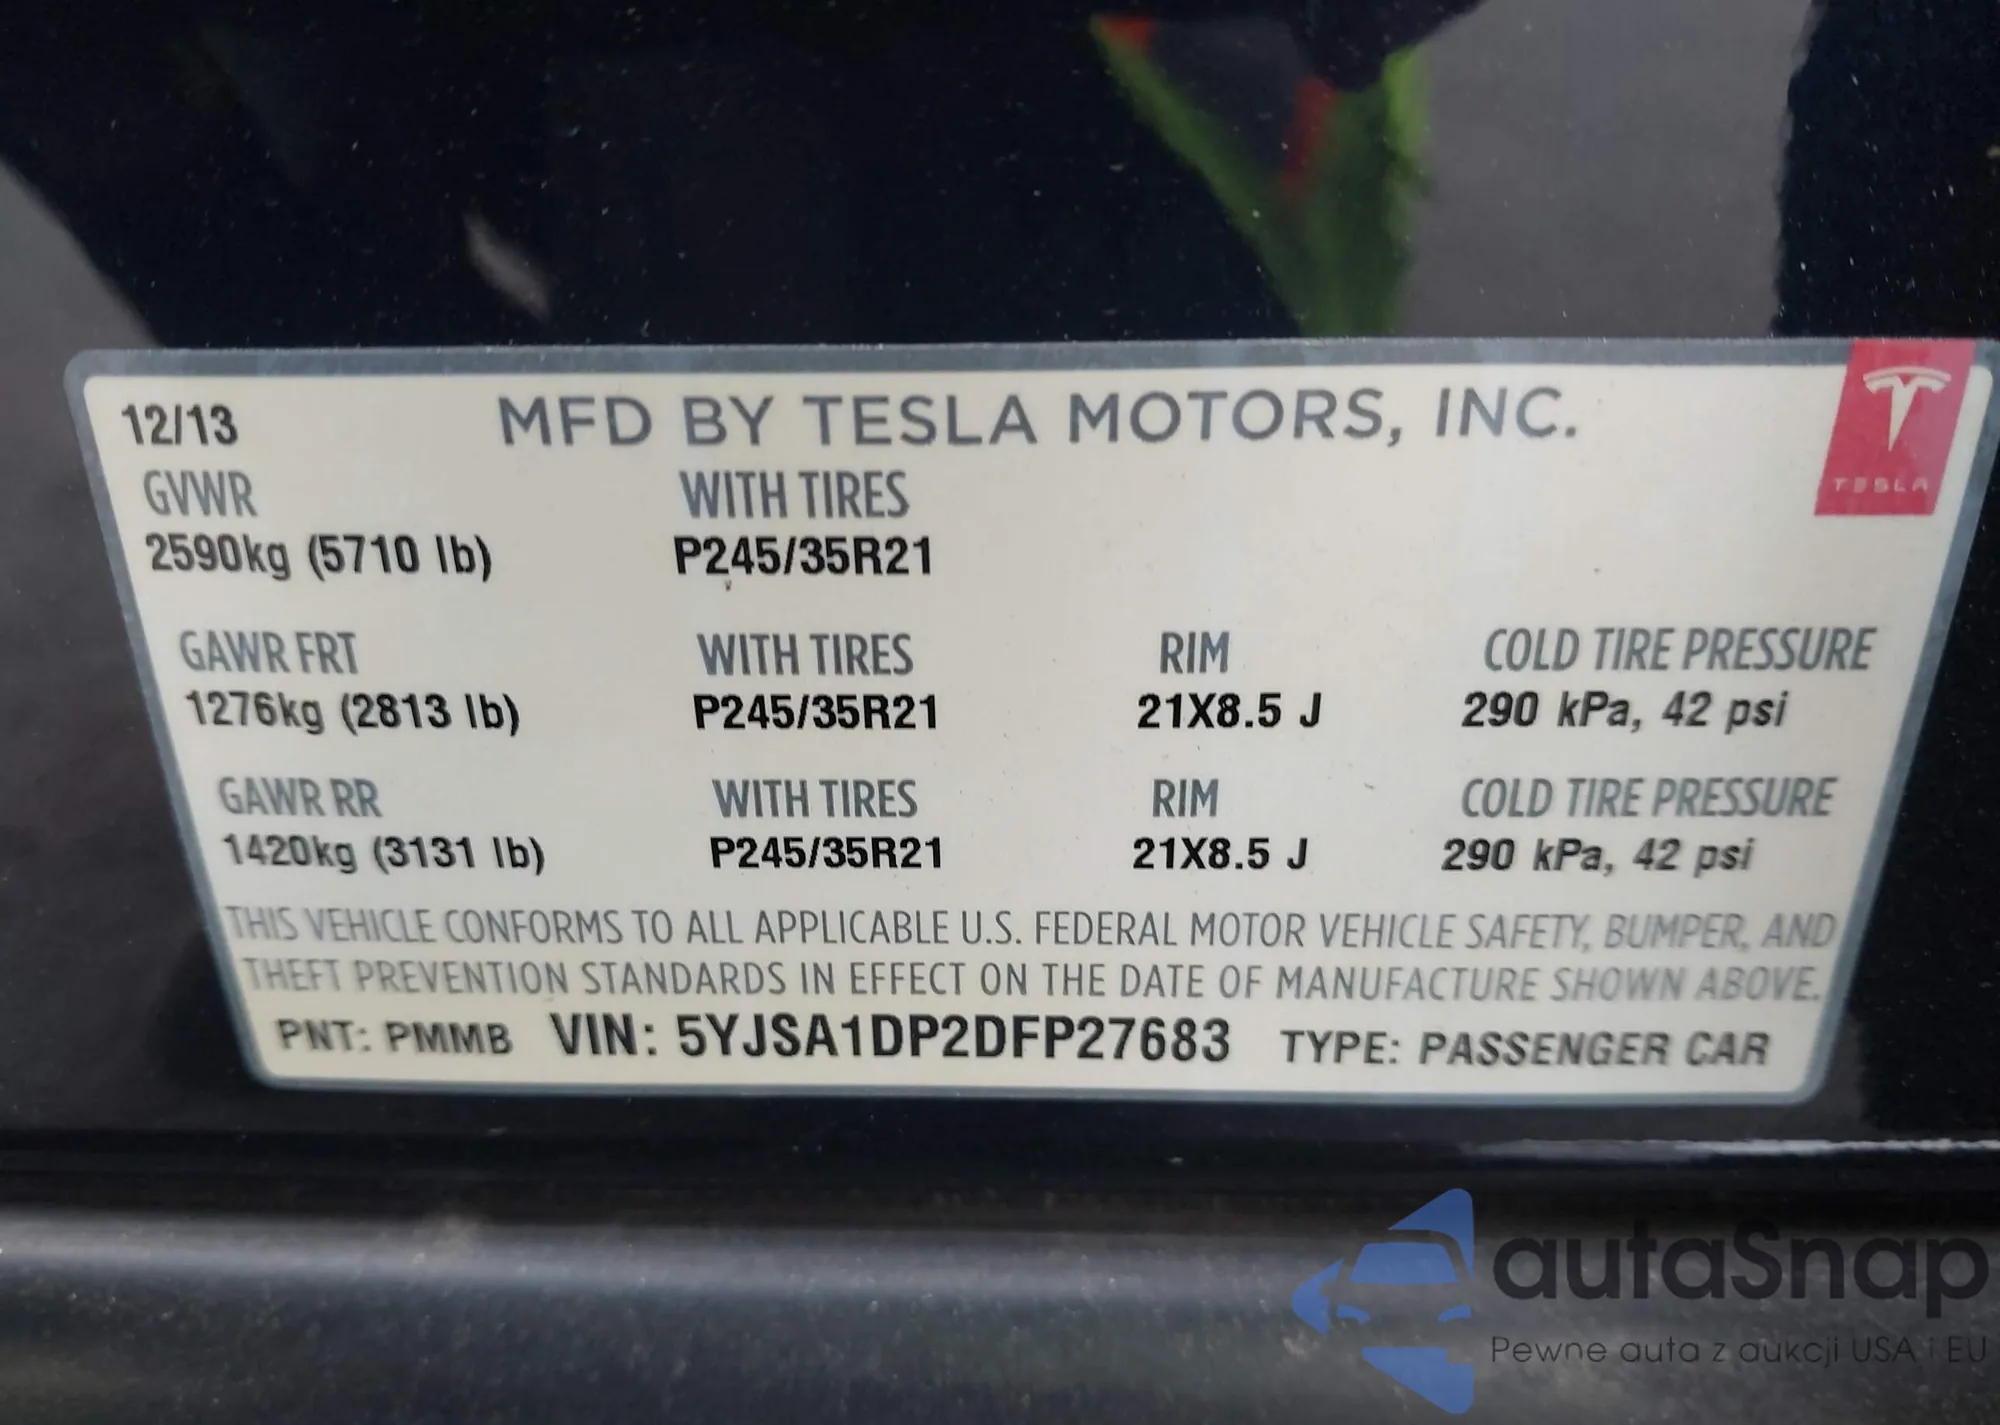 12/13 MFD BY TESLA MOTORS, INC.
TESLA
GVWR WITH TIRES
2590kg (5710 lb) P245/35R21
GAWR FRT WITH TIRES RIM COLD TIRE PRESSURE
1276kg (2813 lb) P245/35R21 21X8.5 J 290 kPa, 42 psi
GAWR RR WITH TIRES RIM COLD TIRE PRESSURE
1420kg (3131 lb) P245/35R21 21X8.5 J 290 kPa, 42 psi
THIS VEHICLE CONFORMS TO ALL APPLICABLE U.S. FEDERAL MOTOR VEHICLE SAFETY, BUMPER, AND
THEFT PREVENTION STANDARDS IN EFFECT ON THE DATE OF MANUFACTURE SHOWN ABOVE.
PNT: PMMB VIN: 5YJSA1DP2DFP27683 TYPE: PASSENGER CAR
autaSnap
Pewne auta z aukcji USA i EU